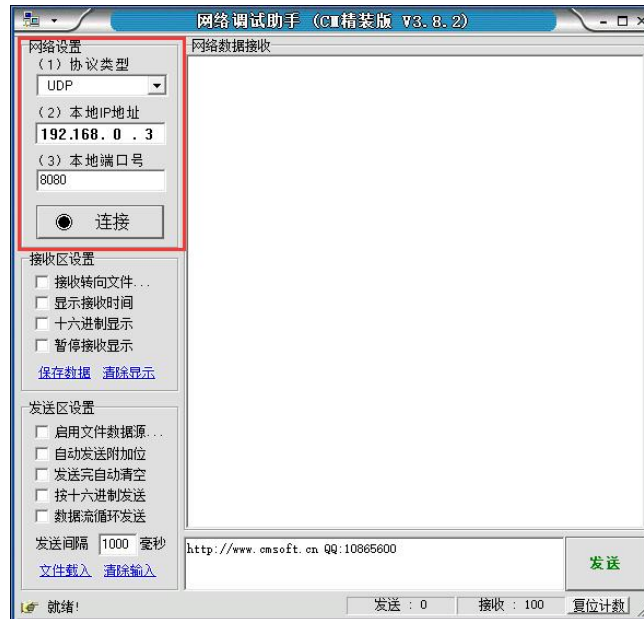 网络调试助手 (CM精装版 V3.8.2)
网络设置
(1) 协议类型
UDP
(2) 本地IP地址
192.168. 0 . 3
(3) 本地端口号
8080
连接
接收区设置
接收转向文件...
显示接收时间
十六进制显示
暂停接收显示
保存数据 清除显示
发送区设置
启用文件数据源...
自动发送附加位
发送完自动清空
按十六进制发送
数据流循环发送
发送间隔 1000 毫秒
文件载入 清除输入
网络数据接收
http://www.cmsoft.cn QQ:10865600
发送
就绪!
发送 : 0
接收 : 100
复位计数